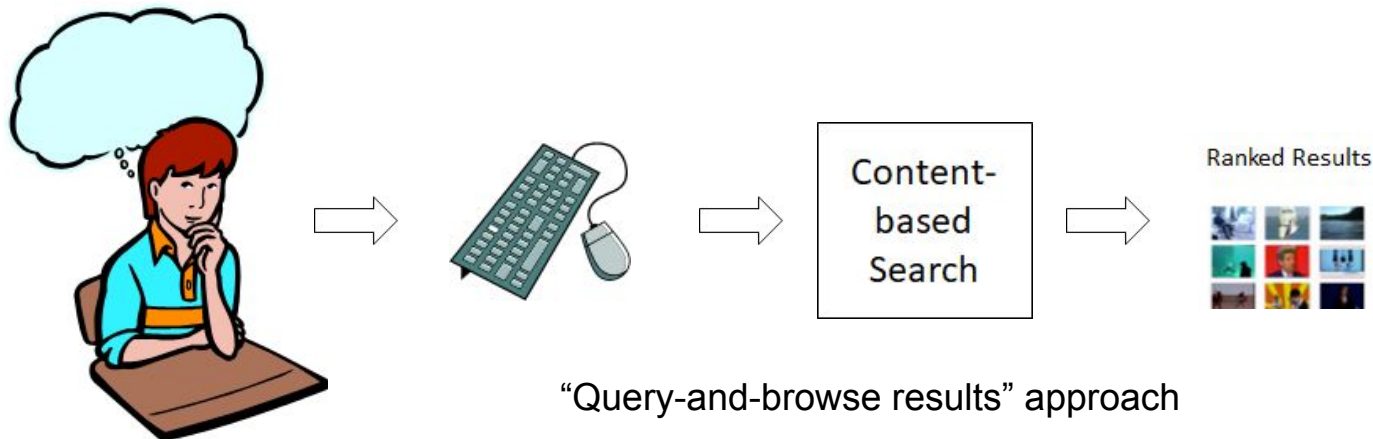 Content-
based
Search
Ranked Results
“Query-and-browse results” approach